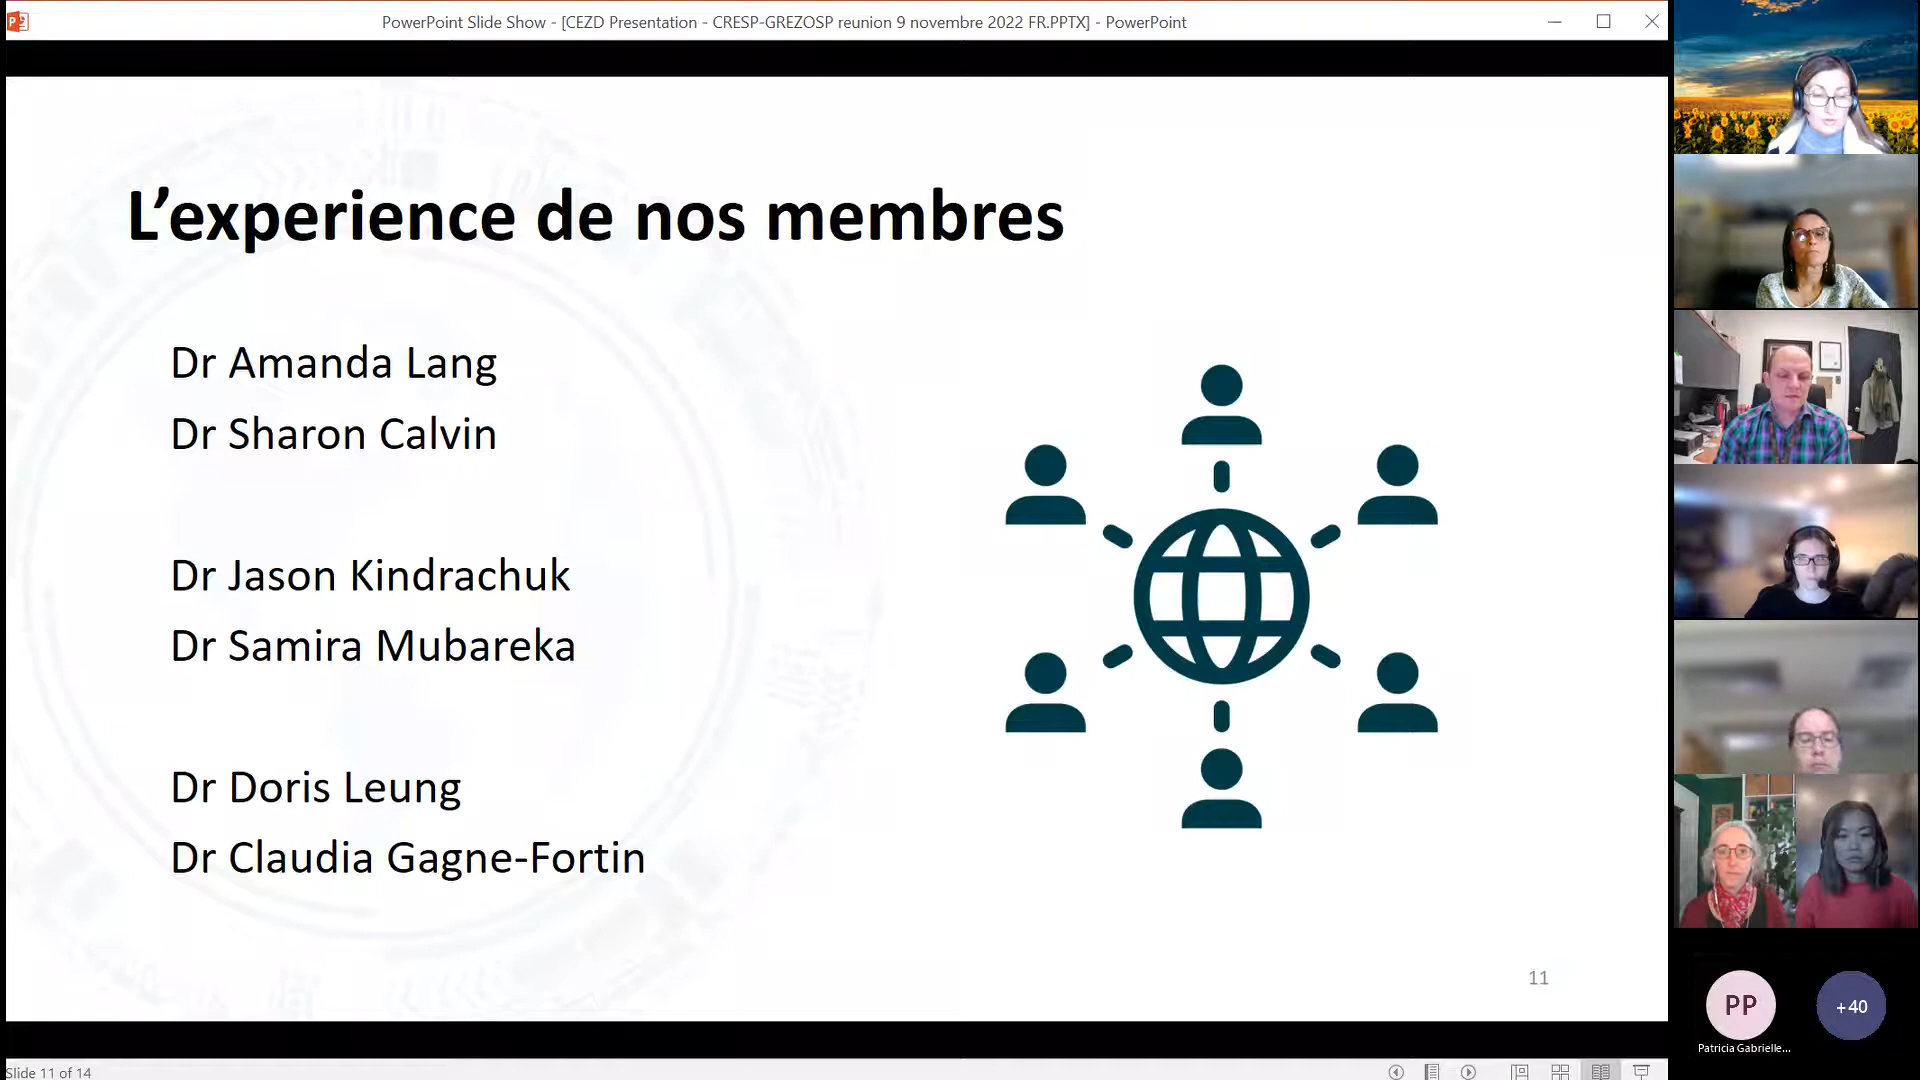 PowerPoint Slide Show - [CEZD Presentation - CRESP-GREZOSP reunion 9 novembre 2022 FR.PPTX] - PowerPoint
L’experience de nos membres
Dr Amanda Lang
Dr Sharon Calvin
Dr Jason Kindrachuk
Dr Samira Mubareka
Dr Doris Leung
Dr Claudia Gagne-Fortin
11
PP
+40
Patricia Gabrielle...
Slide 11 of 14